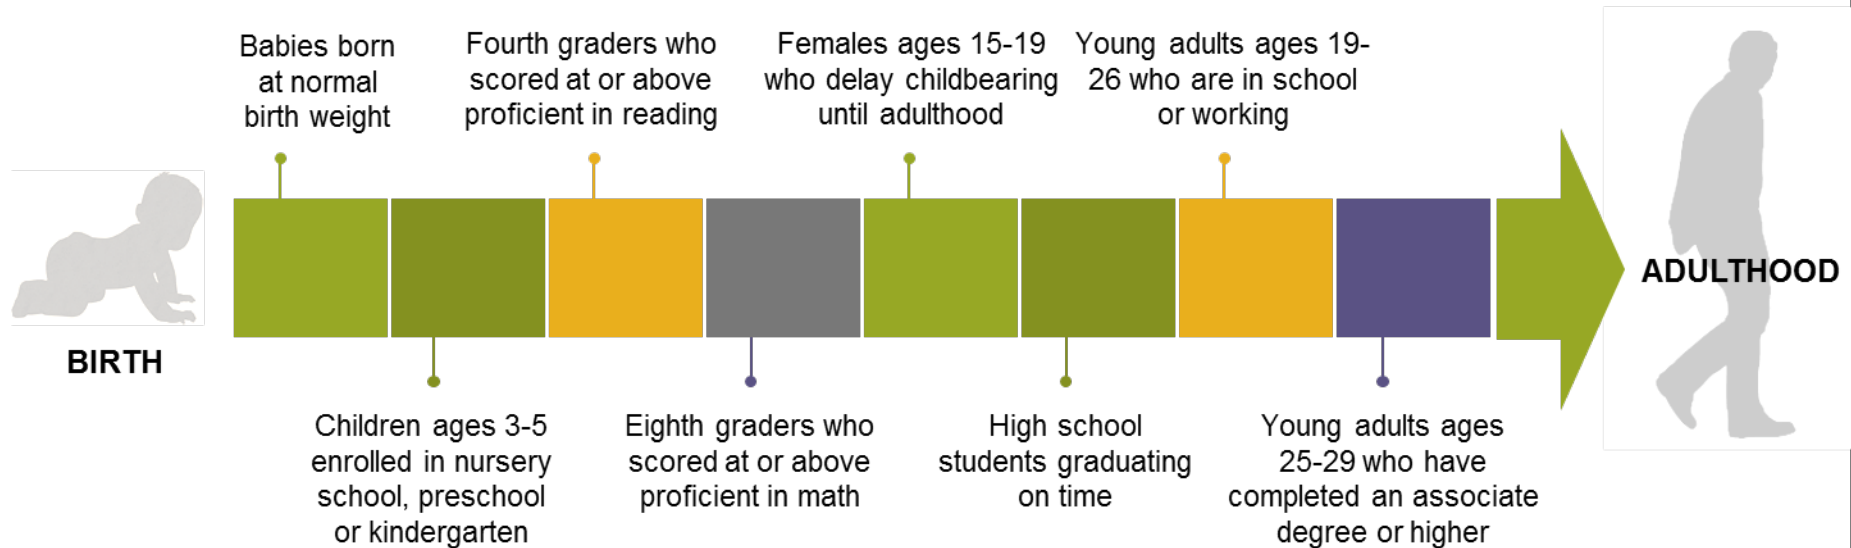 BIRTH
Babies born
at normal
birth weight
Children ages 3-5
enrolled in nursery
school, preschool
or kindergarten
Fourth graders who
scored at or above
proficient in reading
Eighth graders who
scored at or above
proficient in math
Females ages 15-19
who delay childbearing
until adulthood
High school
students graduating
on time
Young adults ages 19-
26 who are in school
or working
Young adults ages
25-29 who have
completed an associate
degree or higher
ADULTHOOD